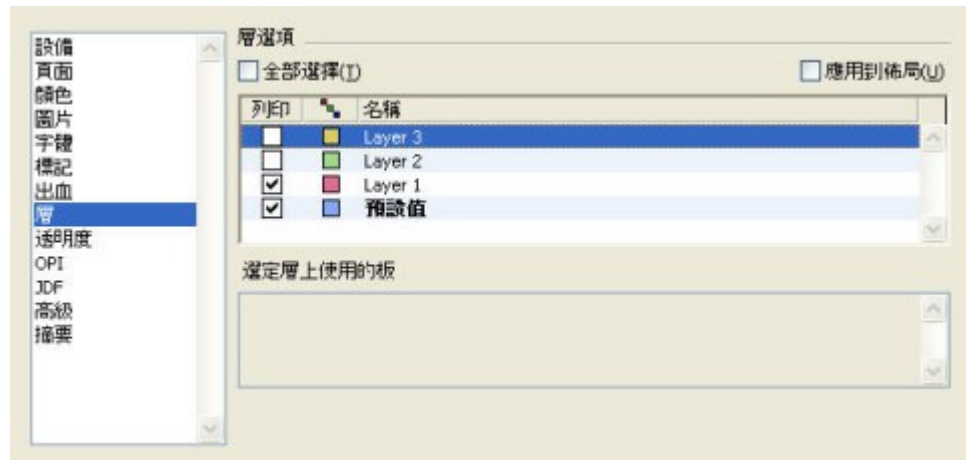 設備
頁面
顏色
圖片
字體
標記
出血
層
透明度
OPI
JDF
高級
摘要
層選項
全部選擇(T)
應用到佈局(U)
列印 名稱
Layer 3
Layer 2
Layer 1
預設值
選定層上使用的板